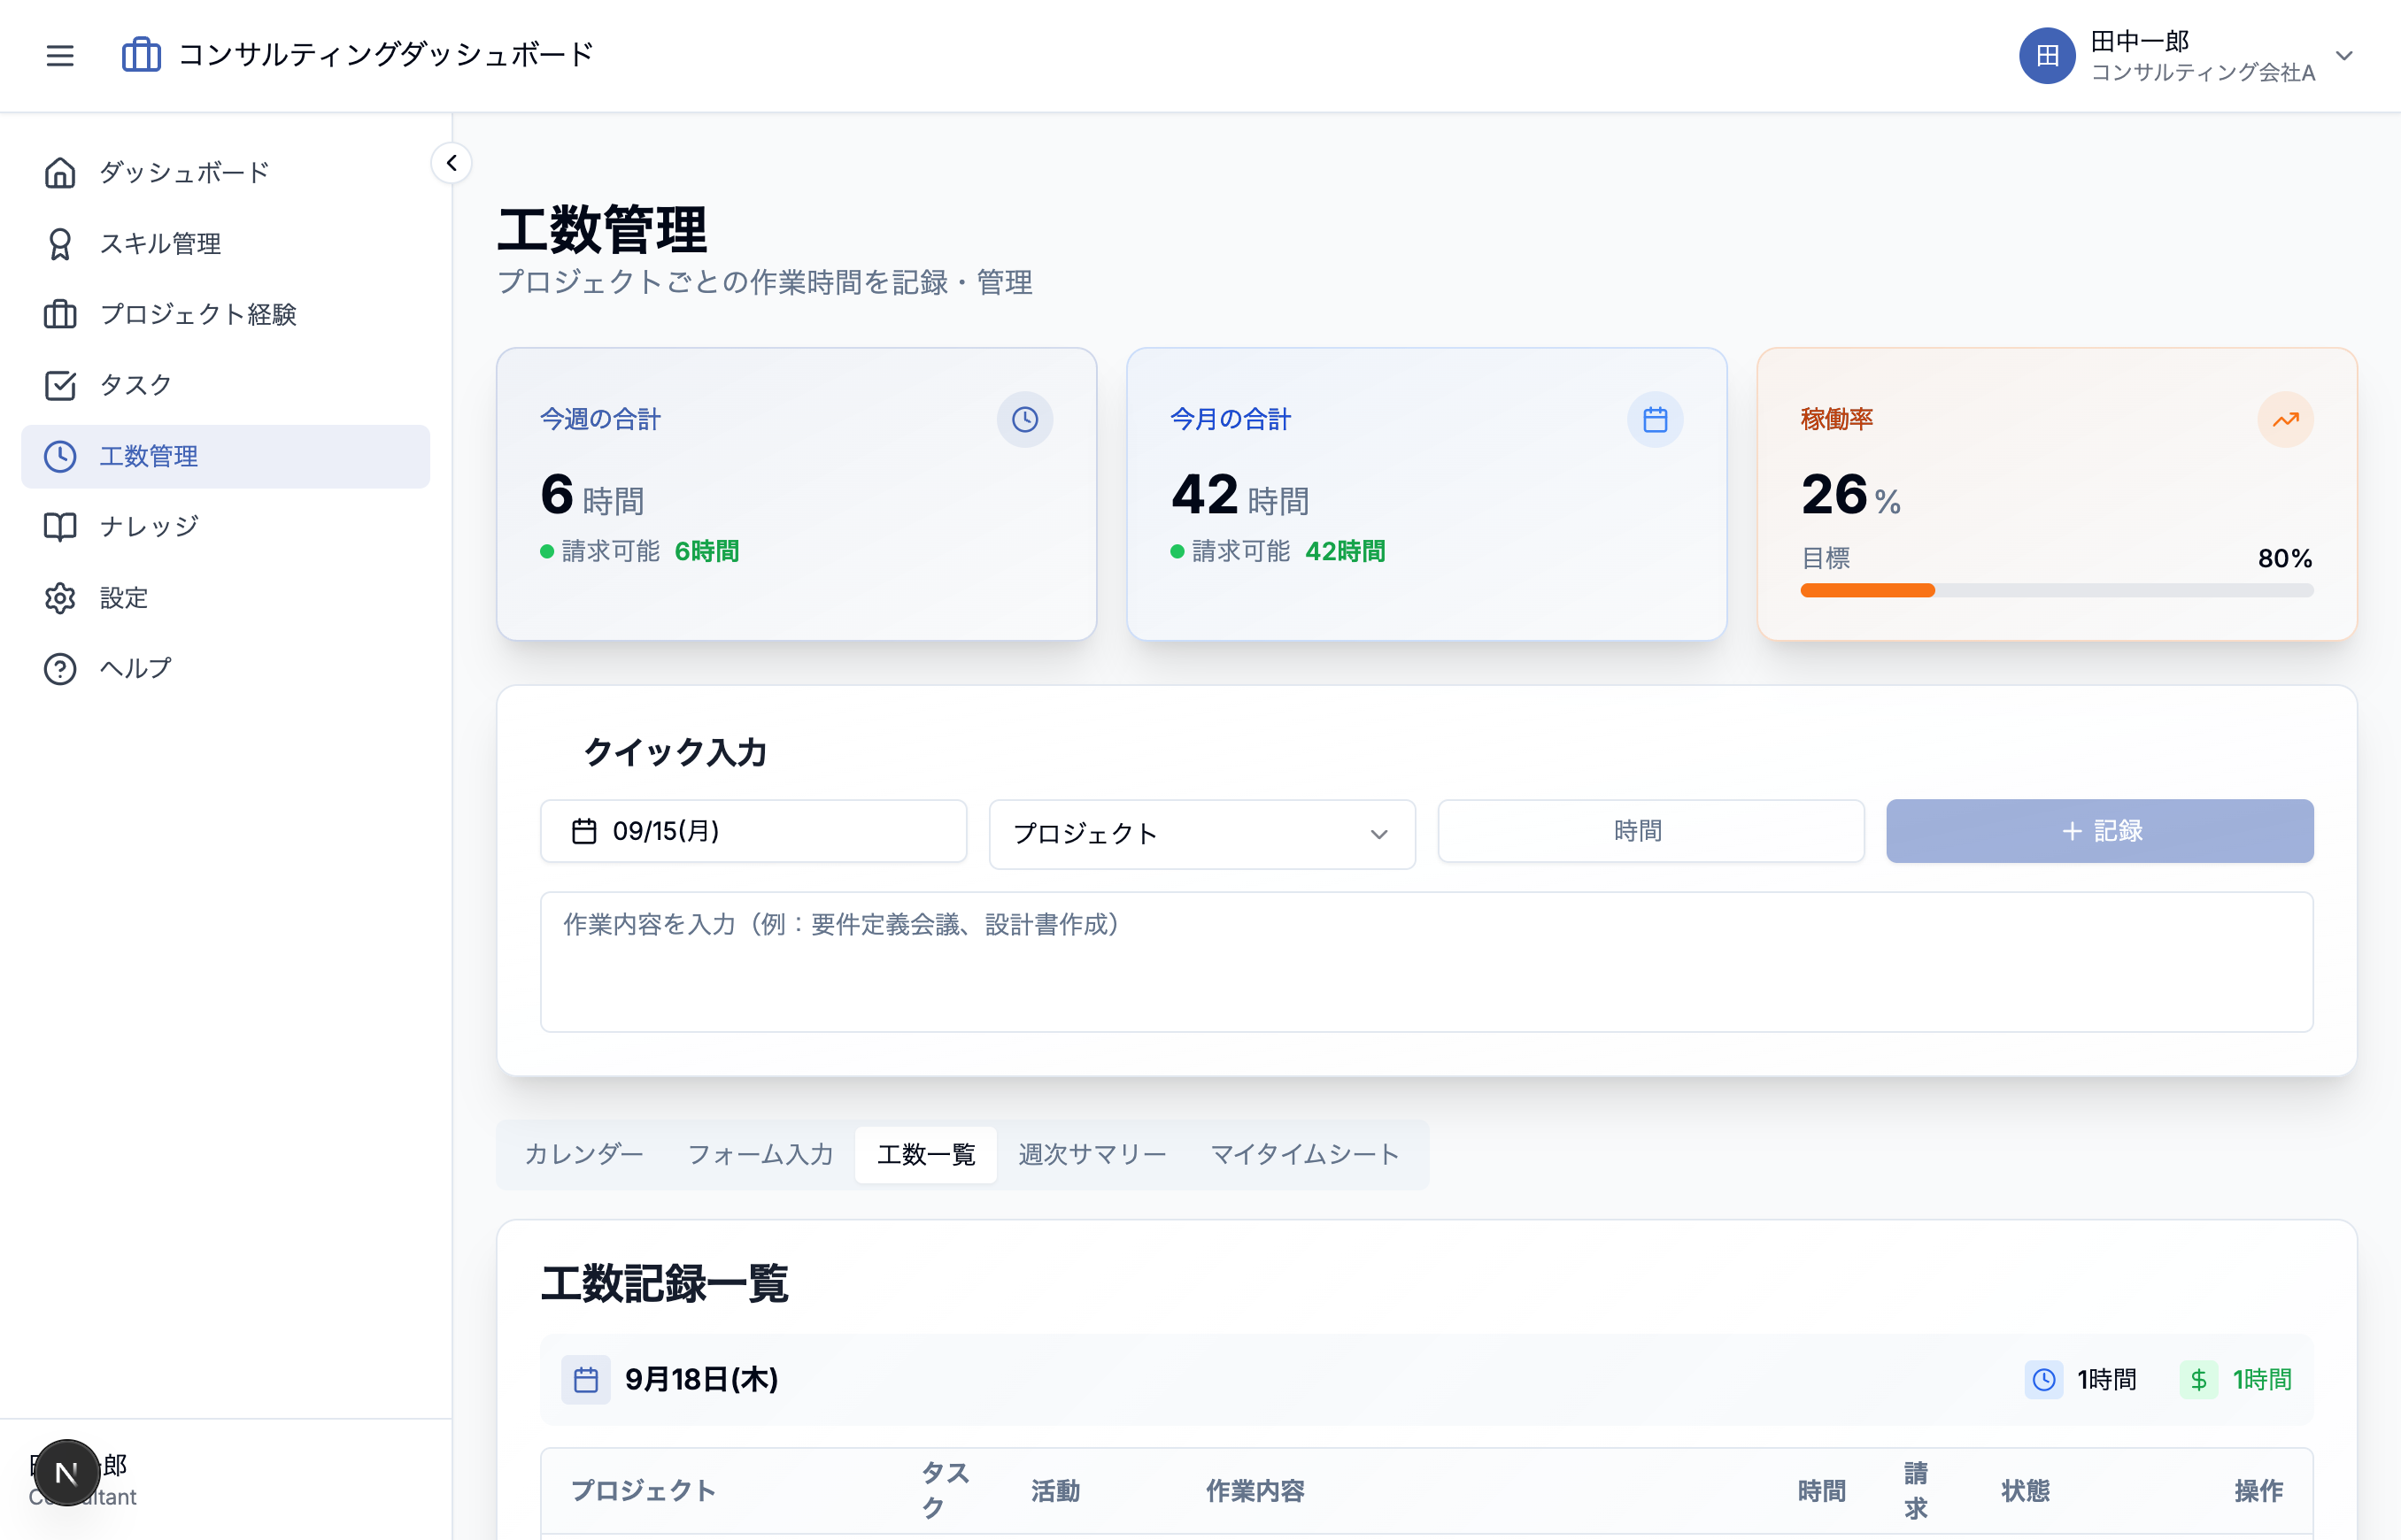 コンサルティングダッシュボード
田
田中一郎
コンサルティング会社A
ダッシュボード
スキル管理
プロジェクト経験
タスク
工数管理
ナレッジ
設定
ヘルプ
工数管理
プロジェクトごとの作業時間を記録・管理
今週の合計
6 時間
請求可能 6時間
今月の合計
42 時間
請求可能 42時間
稼働率
26 %
目標 80%
クイック入力
09/15(月)
プロジェクト
時間
+ 記録
作業内容を入力（例：要件定義会議、設計書作成）
カレンダー フォーム入力 工数一覧 週次サマリー マイタイムシート
工数記録一覧
9月18日(木) 1時間 $ 1時間
プロジェクト タスク 活動 作業内容 時間 請求 状態 操作
N
郎